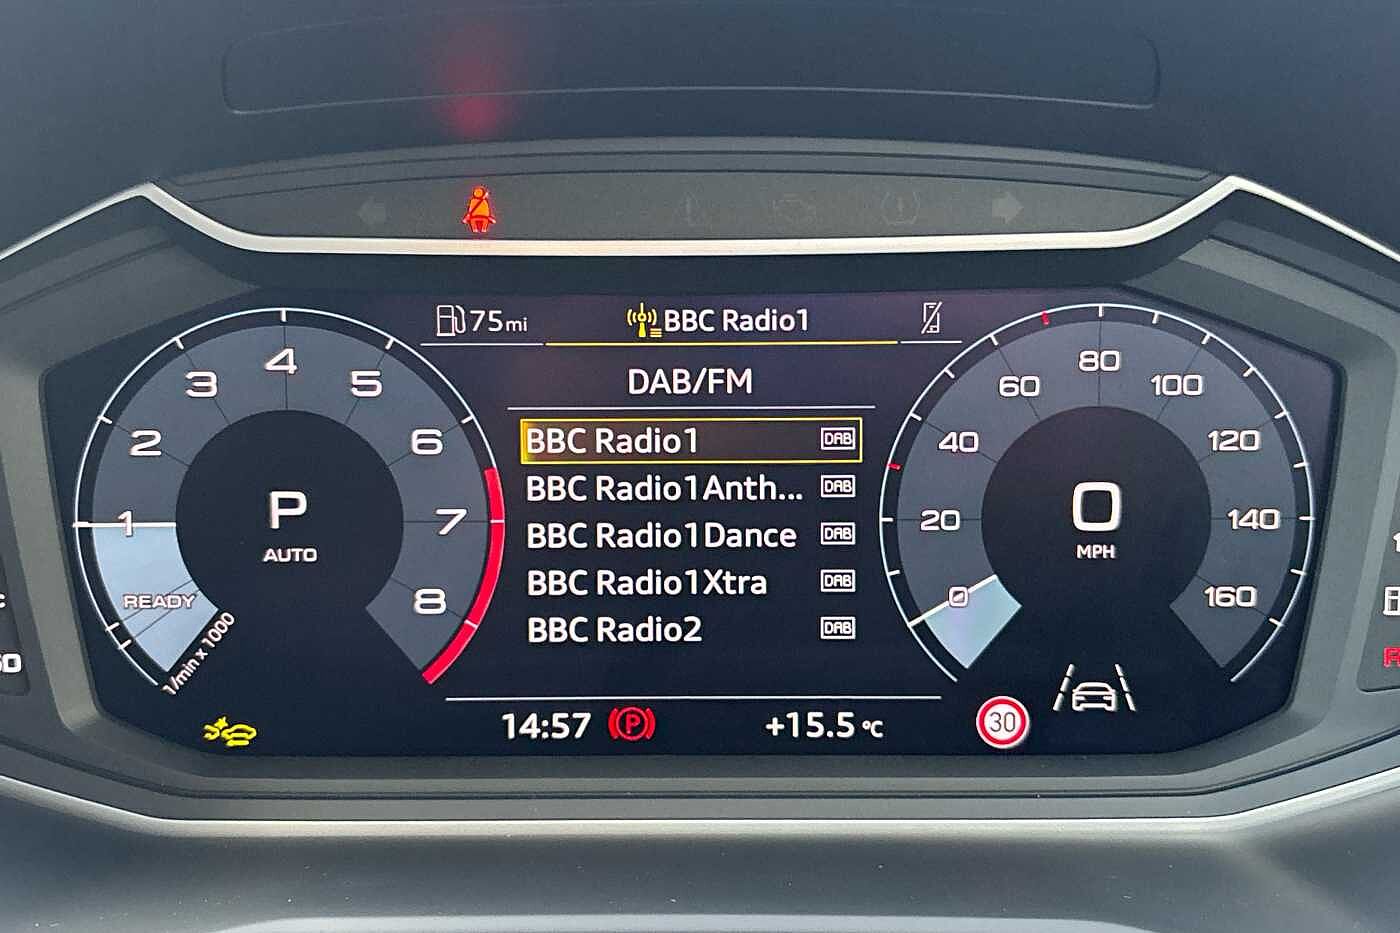 75mi
BBC Radio1
DAB/FM
BBC Radio1 DAB
BBC Radio1Anth... DAB
BBC Radio1Dance DAB
BBC Radio1Xtra DAB
BBC Radio2 DAB
14:57
P
+15.5 °C
30
1
2
3
4
5
6
7
8
P
AUTO
READY
1/min x 1000
0
20
40
60
80
100
120
140
160
0
MPH